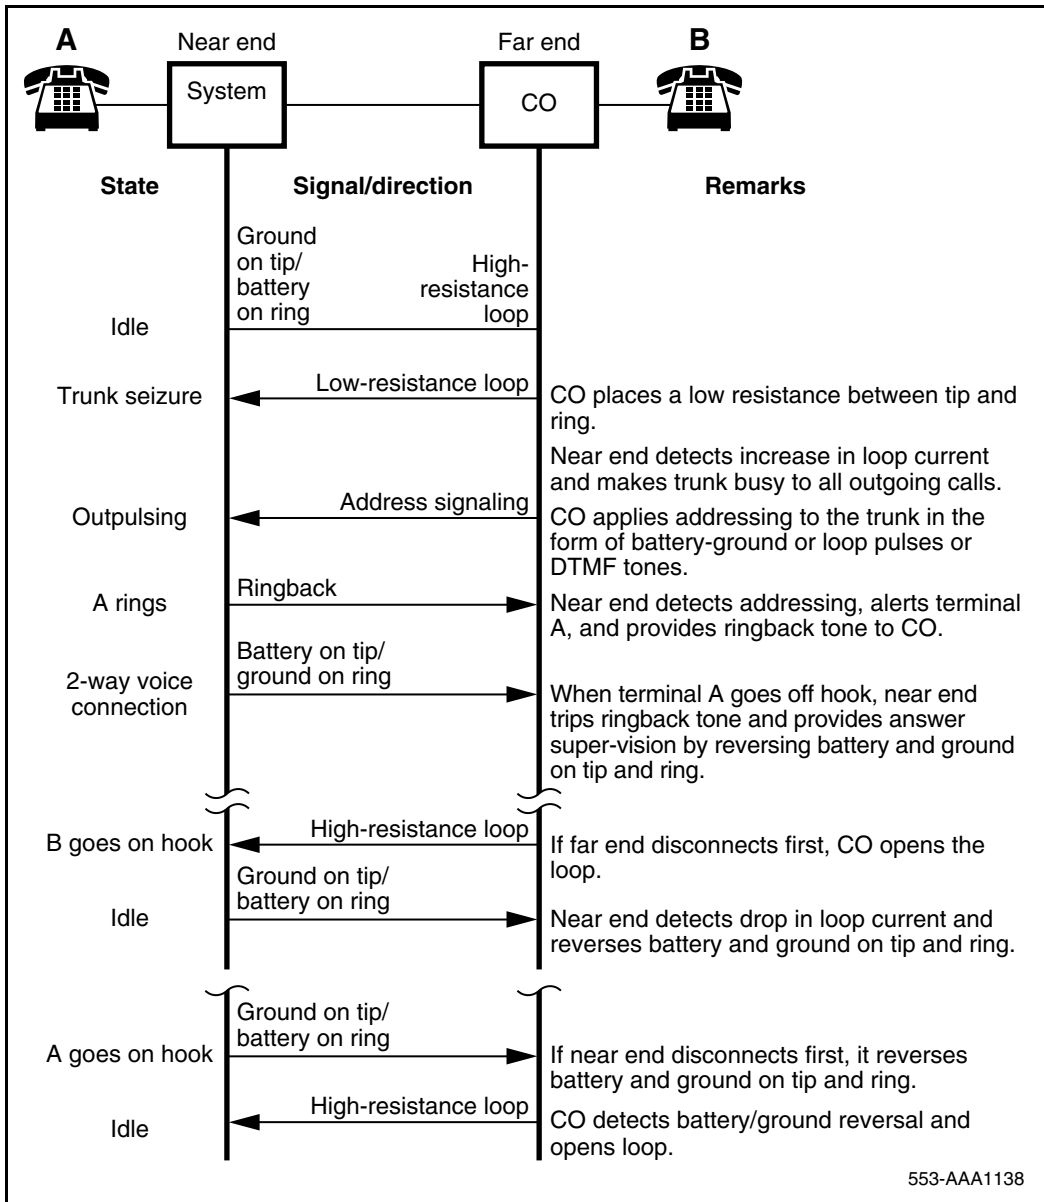 A
Near end
Far end
B
System
CO
State
Signal/direction
Remarks
Ground
on tip/
battery
on ring
High-
resistance
loop
Idle
Trunk seizure
Low-resistance loop
CO places a low resistance between tip and
ring.
Near end detects increase in loop current
and makes trunk busy to all outgoing calls.
Outpulsing
Address signaling
CO applies addressing to the trunk in the
form of battery-ground or loop pulses or
DTMF tones.
A rings
Ringback
Near end detects addressing, alerts terminal
A, and provides ringback tone to CO.
2-way voice
connection
Battery on tip/
ground on ring
When terminal A goes off hook, near end
trips ringback tone and provides answer
super-vision by reversing battery and ground
on tip and ring.
B goes on hook
High-resistance loop
If far end disconnects first, CO opens the
loop.
Idle
Ground on tip/
battery on ring
Near end detects drop in loop current and
reverses battery and ground on tip and ring.
A goes on hook
Ground on tip/
battery on ring
If near end disconnects first, it reverses
battery and ground on tip and ring.
Idle
High-resistance loop
CO detects battery/ground reversal and
opens loop.
553-AAA1138